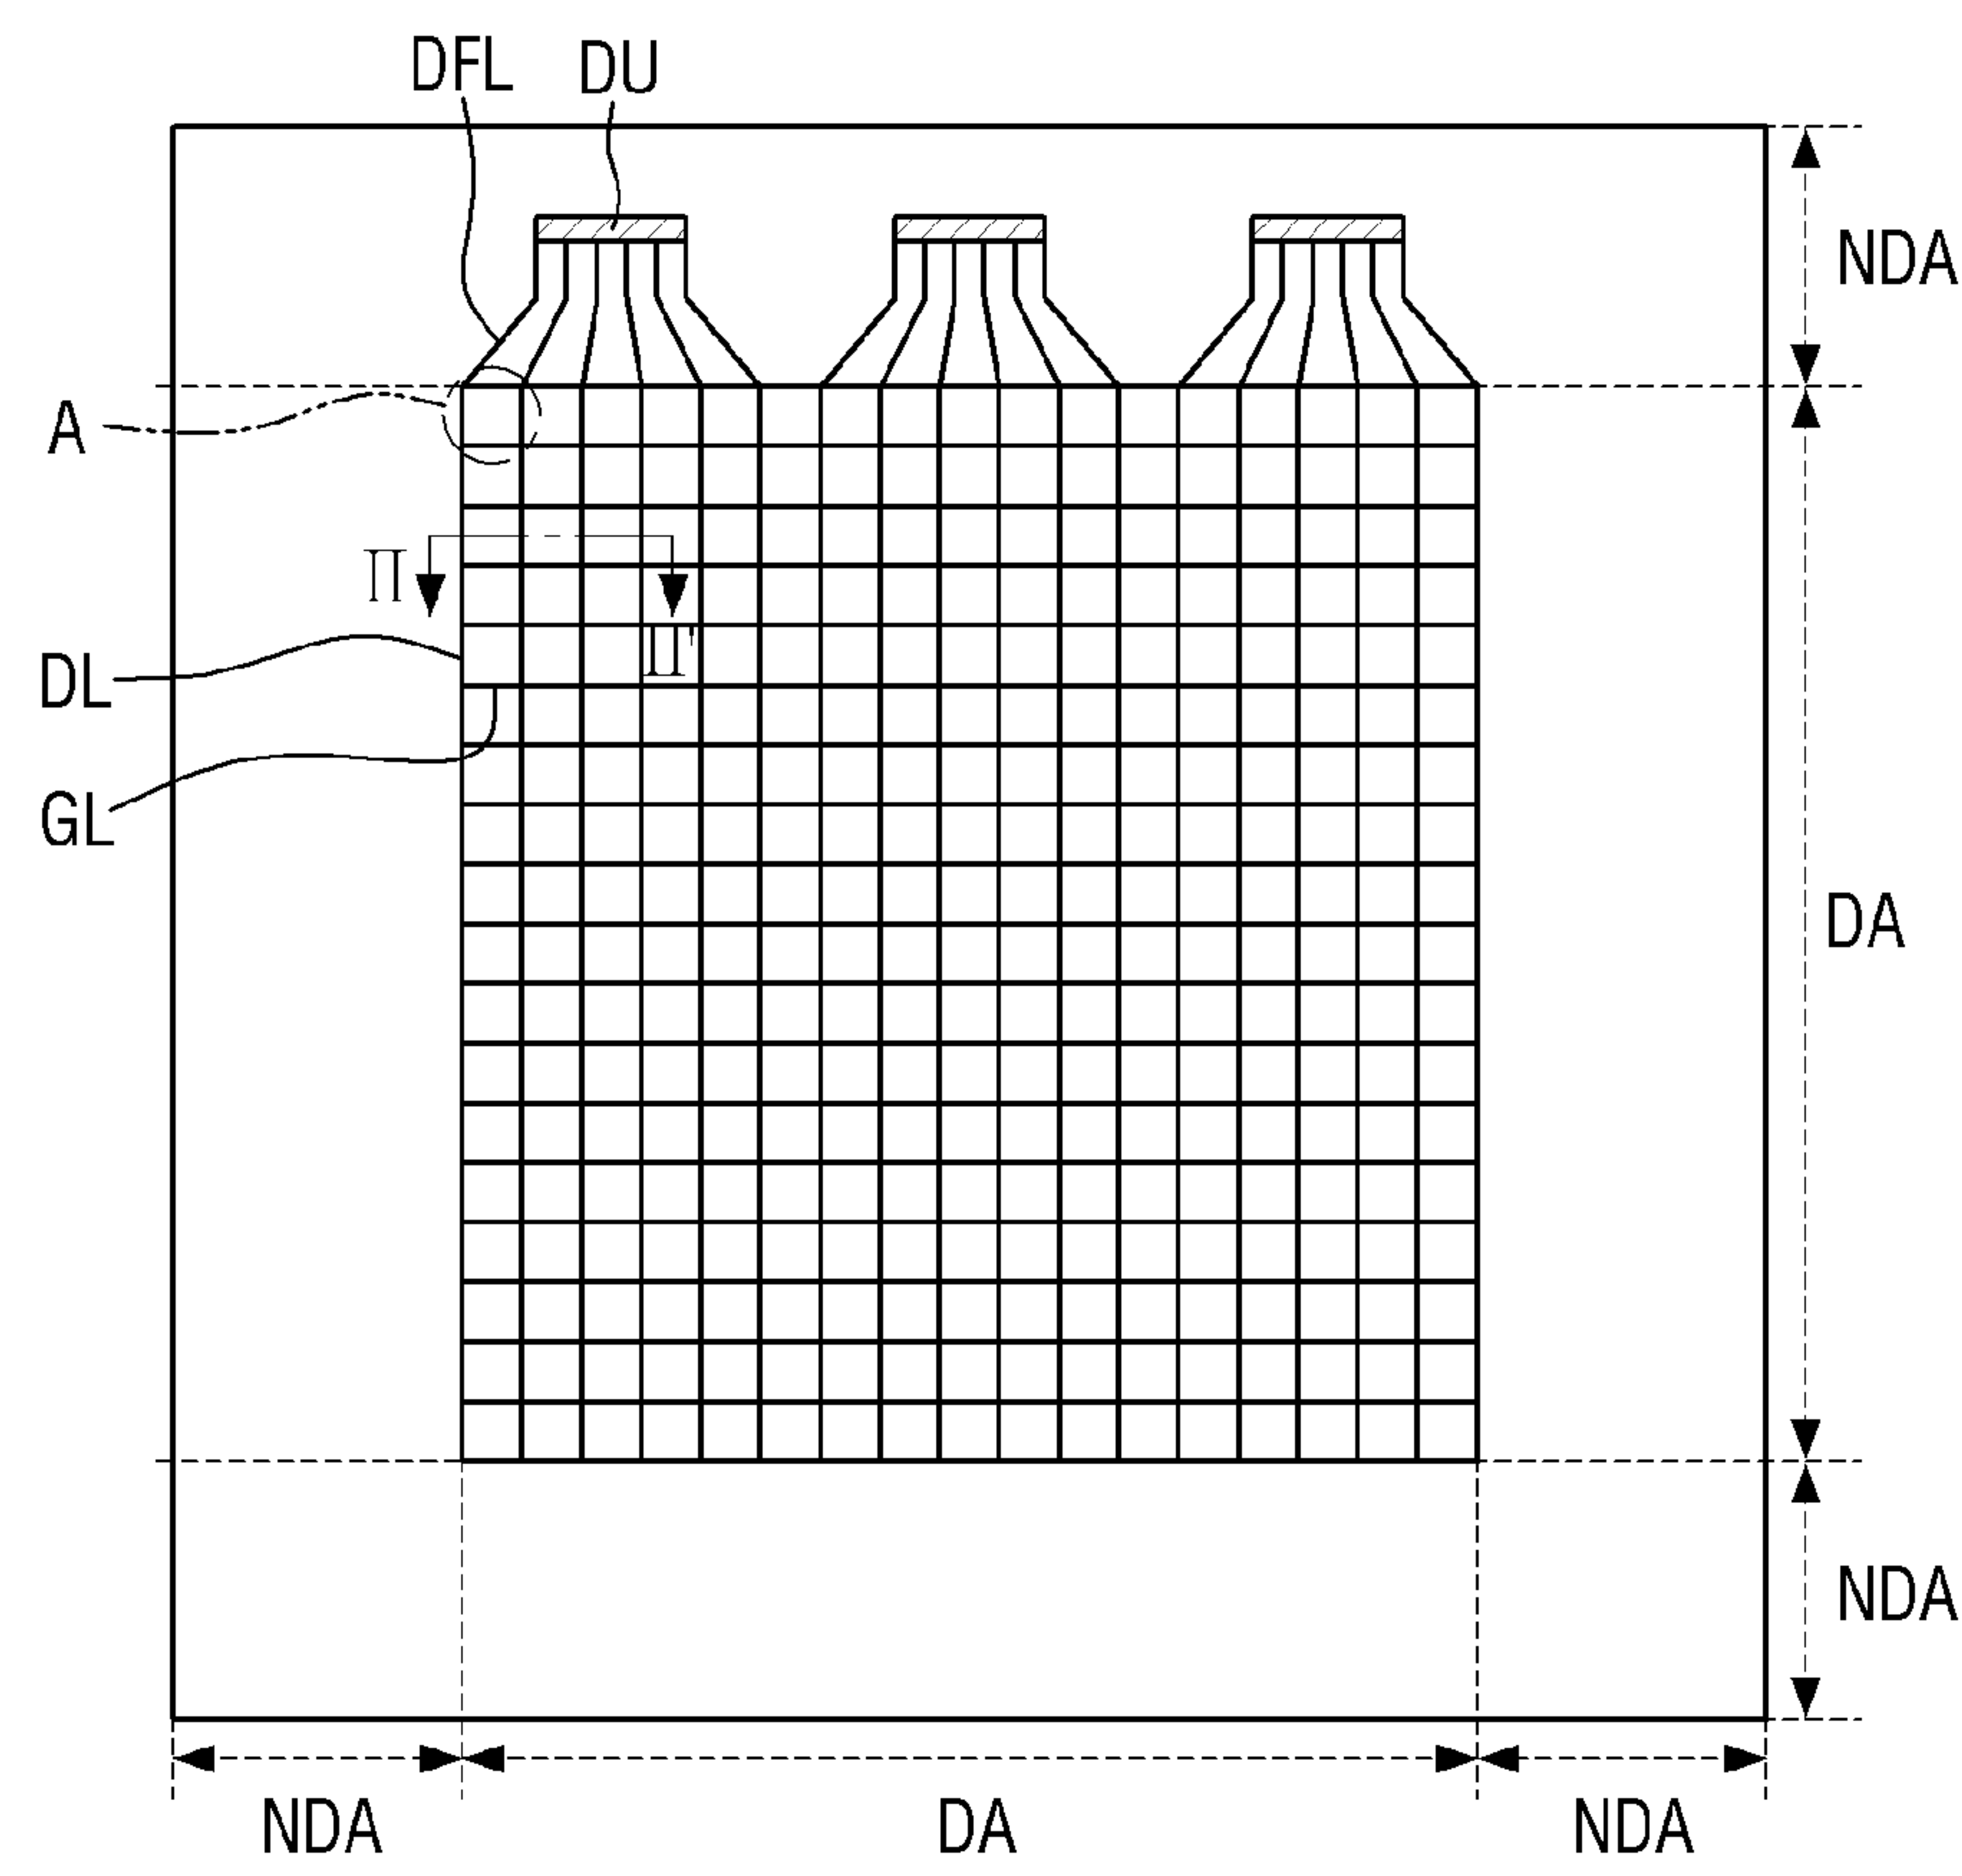 DFL DU
NDA
A
II
II'
DL
GL
DA
NDA
NDA DA NDA